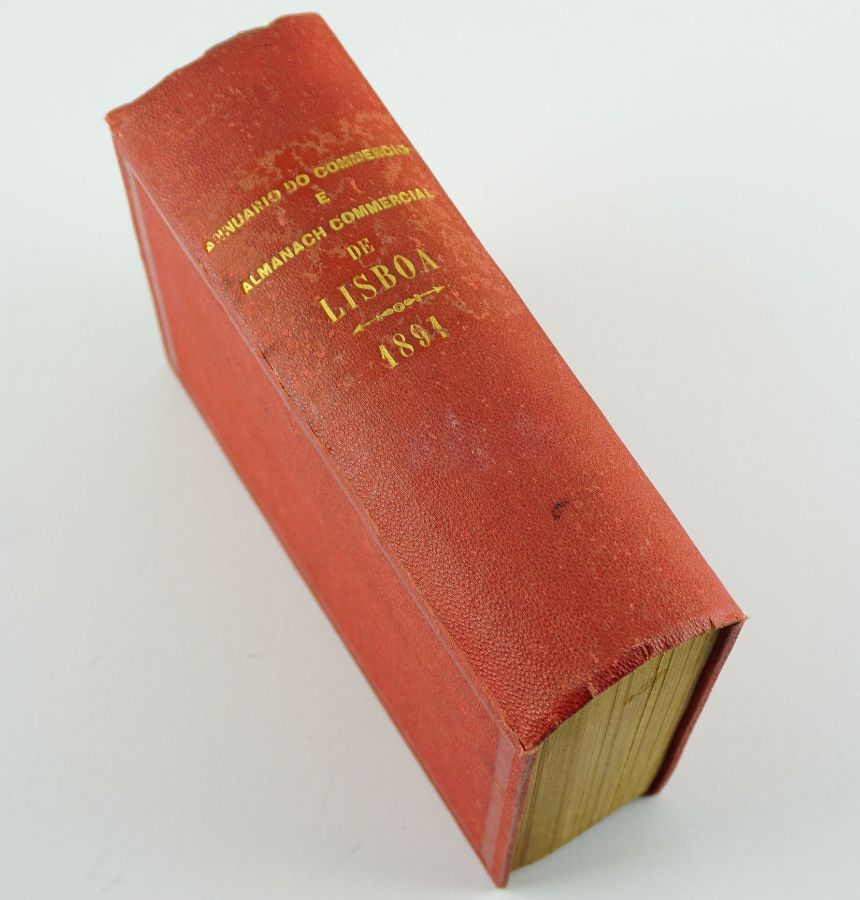 ANNUARIO DO COMMERCIO
E
ALMANACH COMMERCIAL
DE
LISBOA
1894